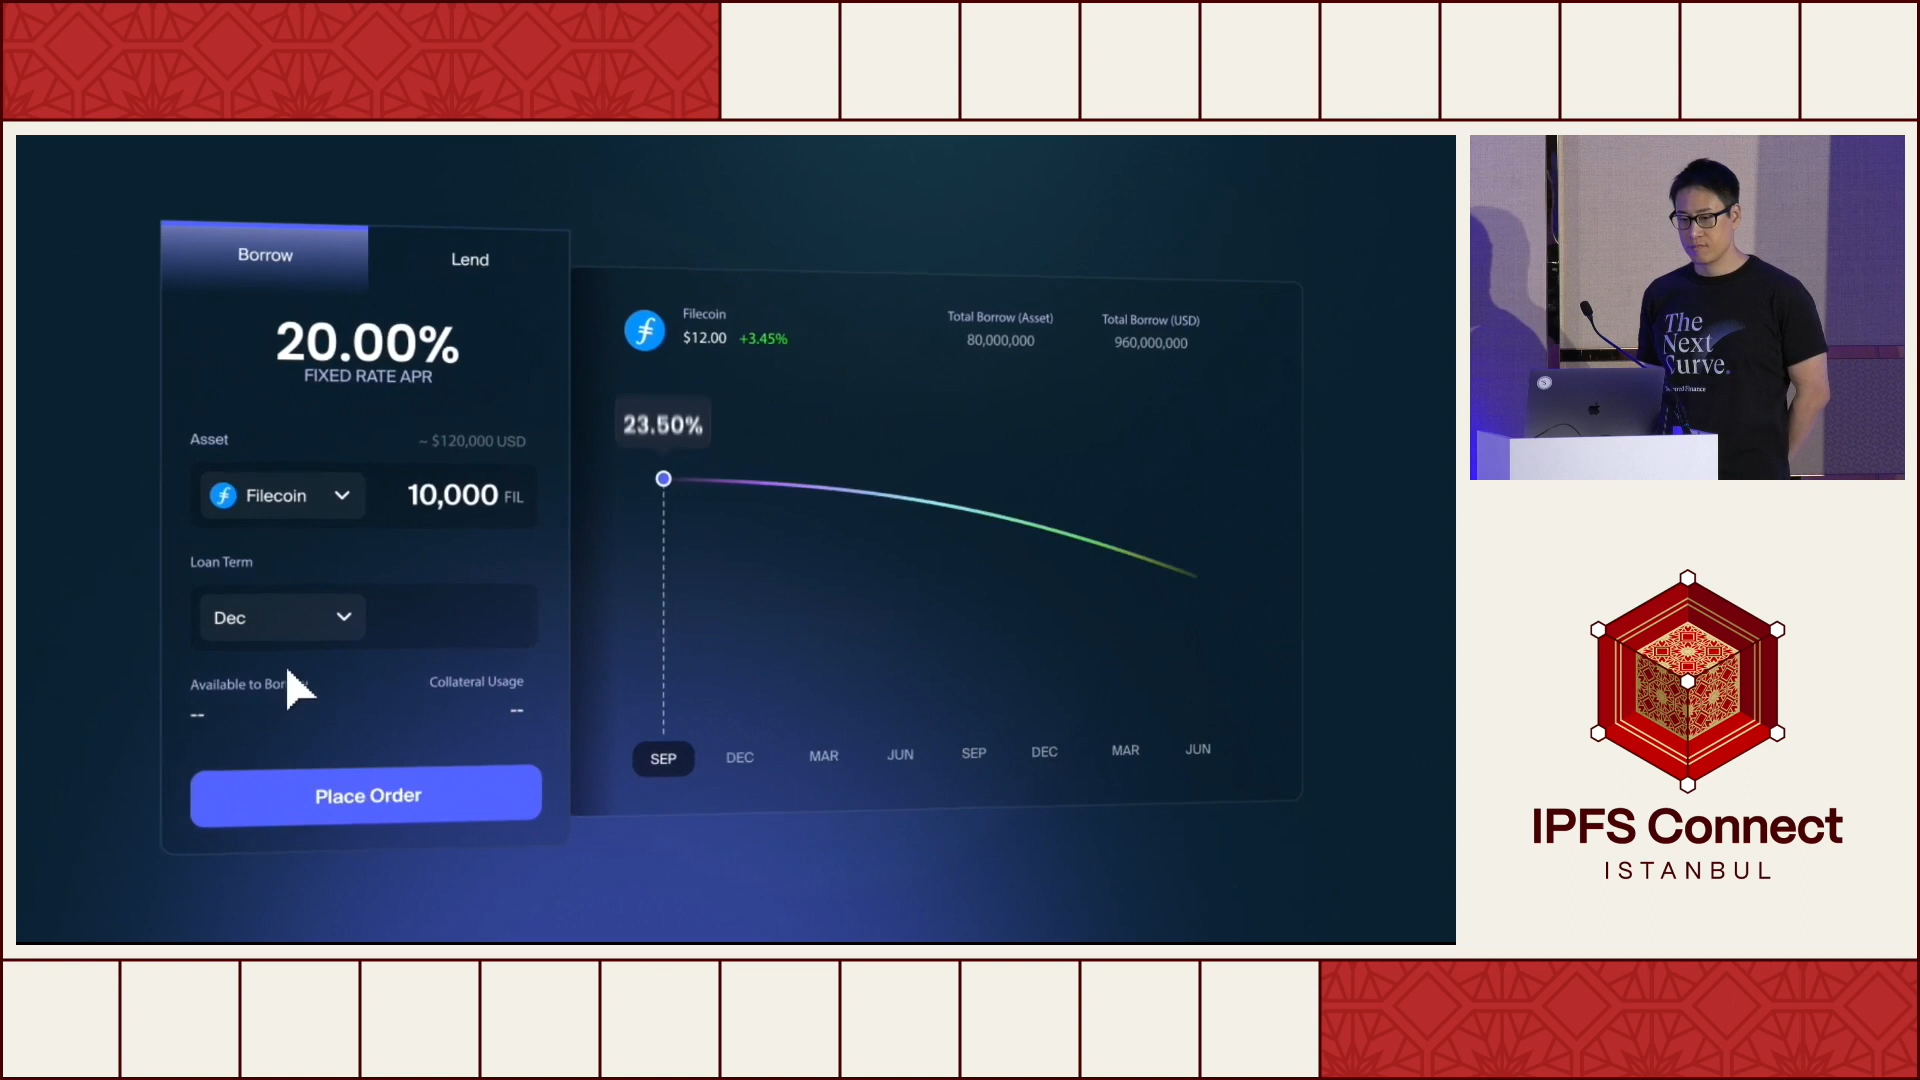 Borrow
Lend
20.00%
FIXED RATE APR
Asset
~ $120,000 USD
Filecoin
10,000 FIL
Loan Term
Dec
Available to
Collateral Usage
--
--
Place Order
Filecoin
$12.00 +3.45%
Total Borrow (Asset)
80,000,000
Total Borrow (USD)
960,000,000
23.50%
SEP DEC MAR JUN SEP DEC MAR JUN
The
Next
Curve.
Finance
IPFS Connect
ISTANBUL